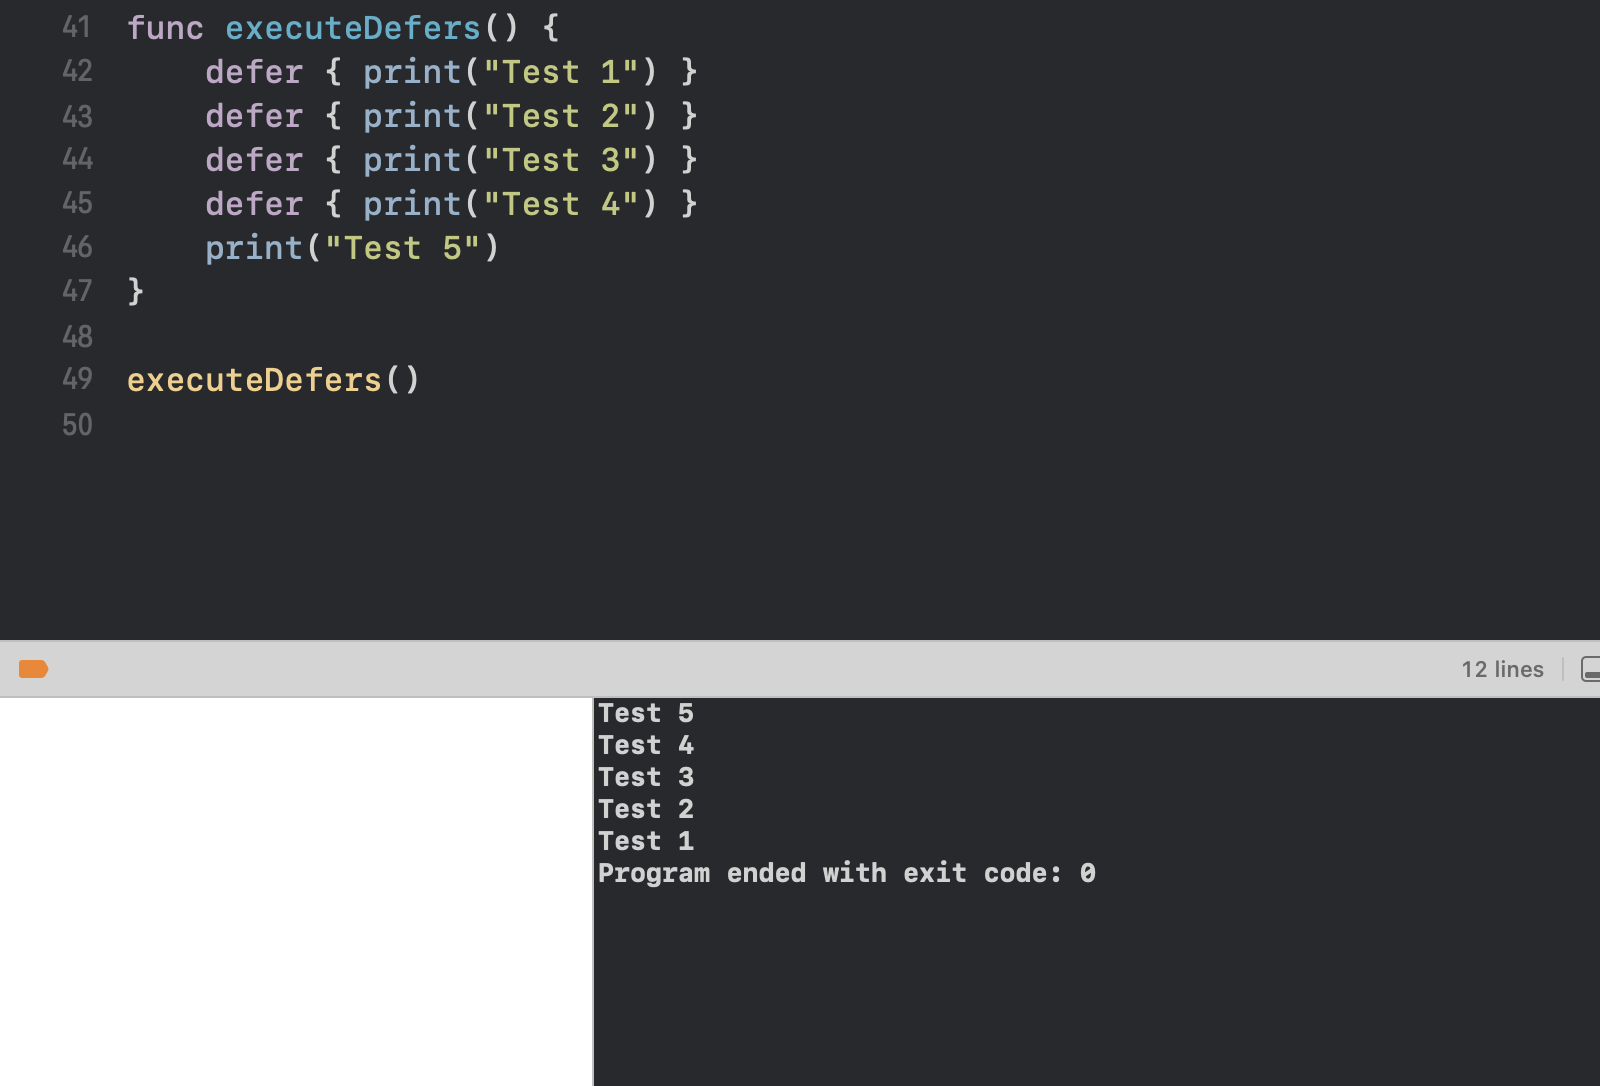 41 func executeDefers() {
42     defer { print("Test 1") }
43     defer { print("Test 2") }
44     defer { print("Test 3") }
45     defer { print("Test 4") }
46     print("Test 5")
47 }
48
49 executeDefers()
50
12 lines
Test 5
Test 4
Test 3
Test 2
Test 1
Program ended with exit code: 0